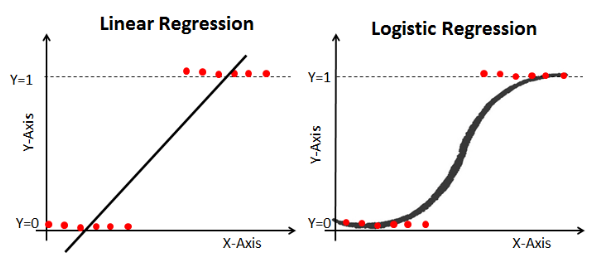 Linear Regression
Y=1
Y-Axis
Y=0
X-Axis
Logistic Regression
Y=1
Y-Axis
Y=0
X-Axis